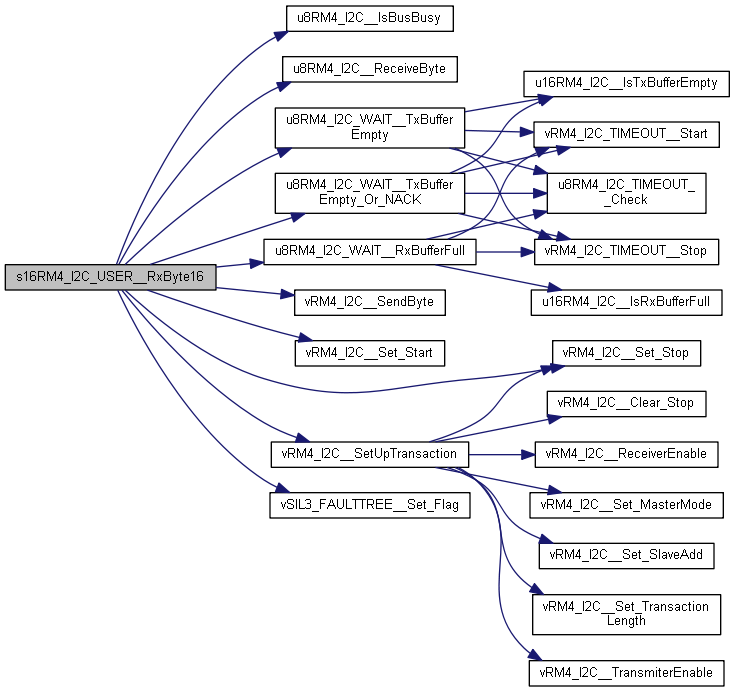 u8RM4_I2C__IsBusBusy
u8RM4_I2C__ReceiveByte
u16RM4_I2C__IsTxBufferEmpty
u8RM4_I2C_WAIT__TxBuffer
Empty
vRM4_I2C_TIMEOUT__Start
u8RM4_I2C_WAIT__TxBuffer
Empty_Or_NACK
u8RM4_I2C_TIMEOUT_
_Check
u8RM4_I2C_WAIT__RxBufferFull
vRM4_I2C_TIMEOUT__Stop
s16RM4_I2C_USER__RxByte16
vRM4_I2C__SendByte
u16RM4_I2C__IsRxBufferFull
vRM4_I2C__Set_Start
vRM4_I2C__Set_Stop
vRM4_I2C__Clear_Stop
vRM4_I2C__SetUpTransaction
vRM4_I2C__ReceiverEnable
vSIL3_FAULTTREE__Set_Flag
vRM4_I2C__Set_MasterMode
vRM4_I2C__Set_SlaveAdd
vRM4_I2C__Set_Transaction
Length
vRM4_I2C__TransmiterEnable